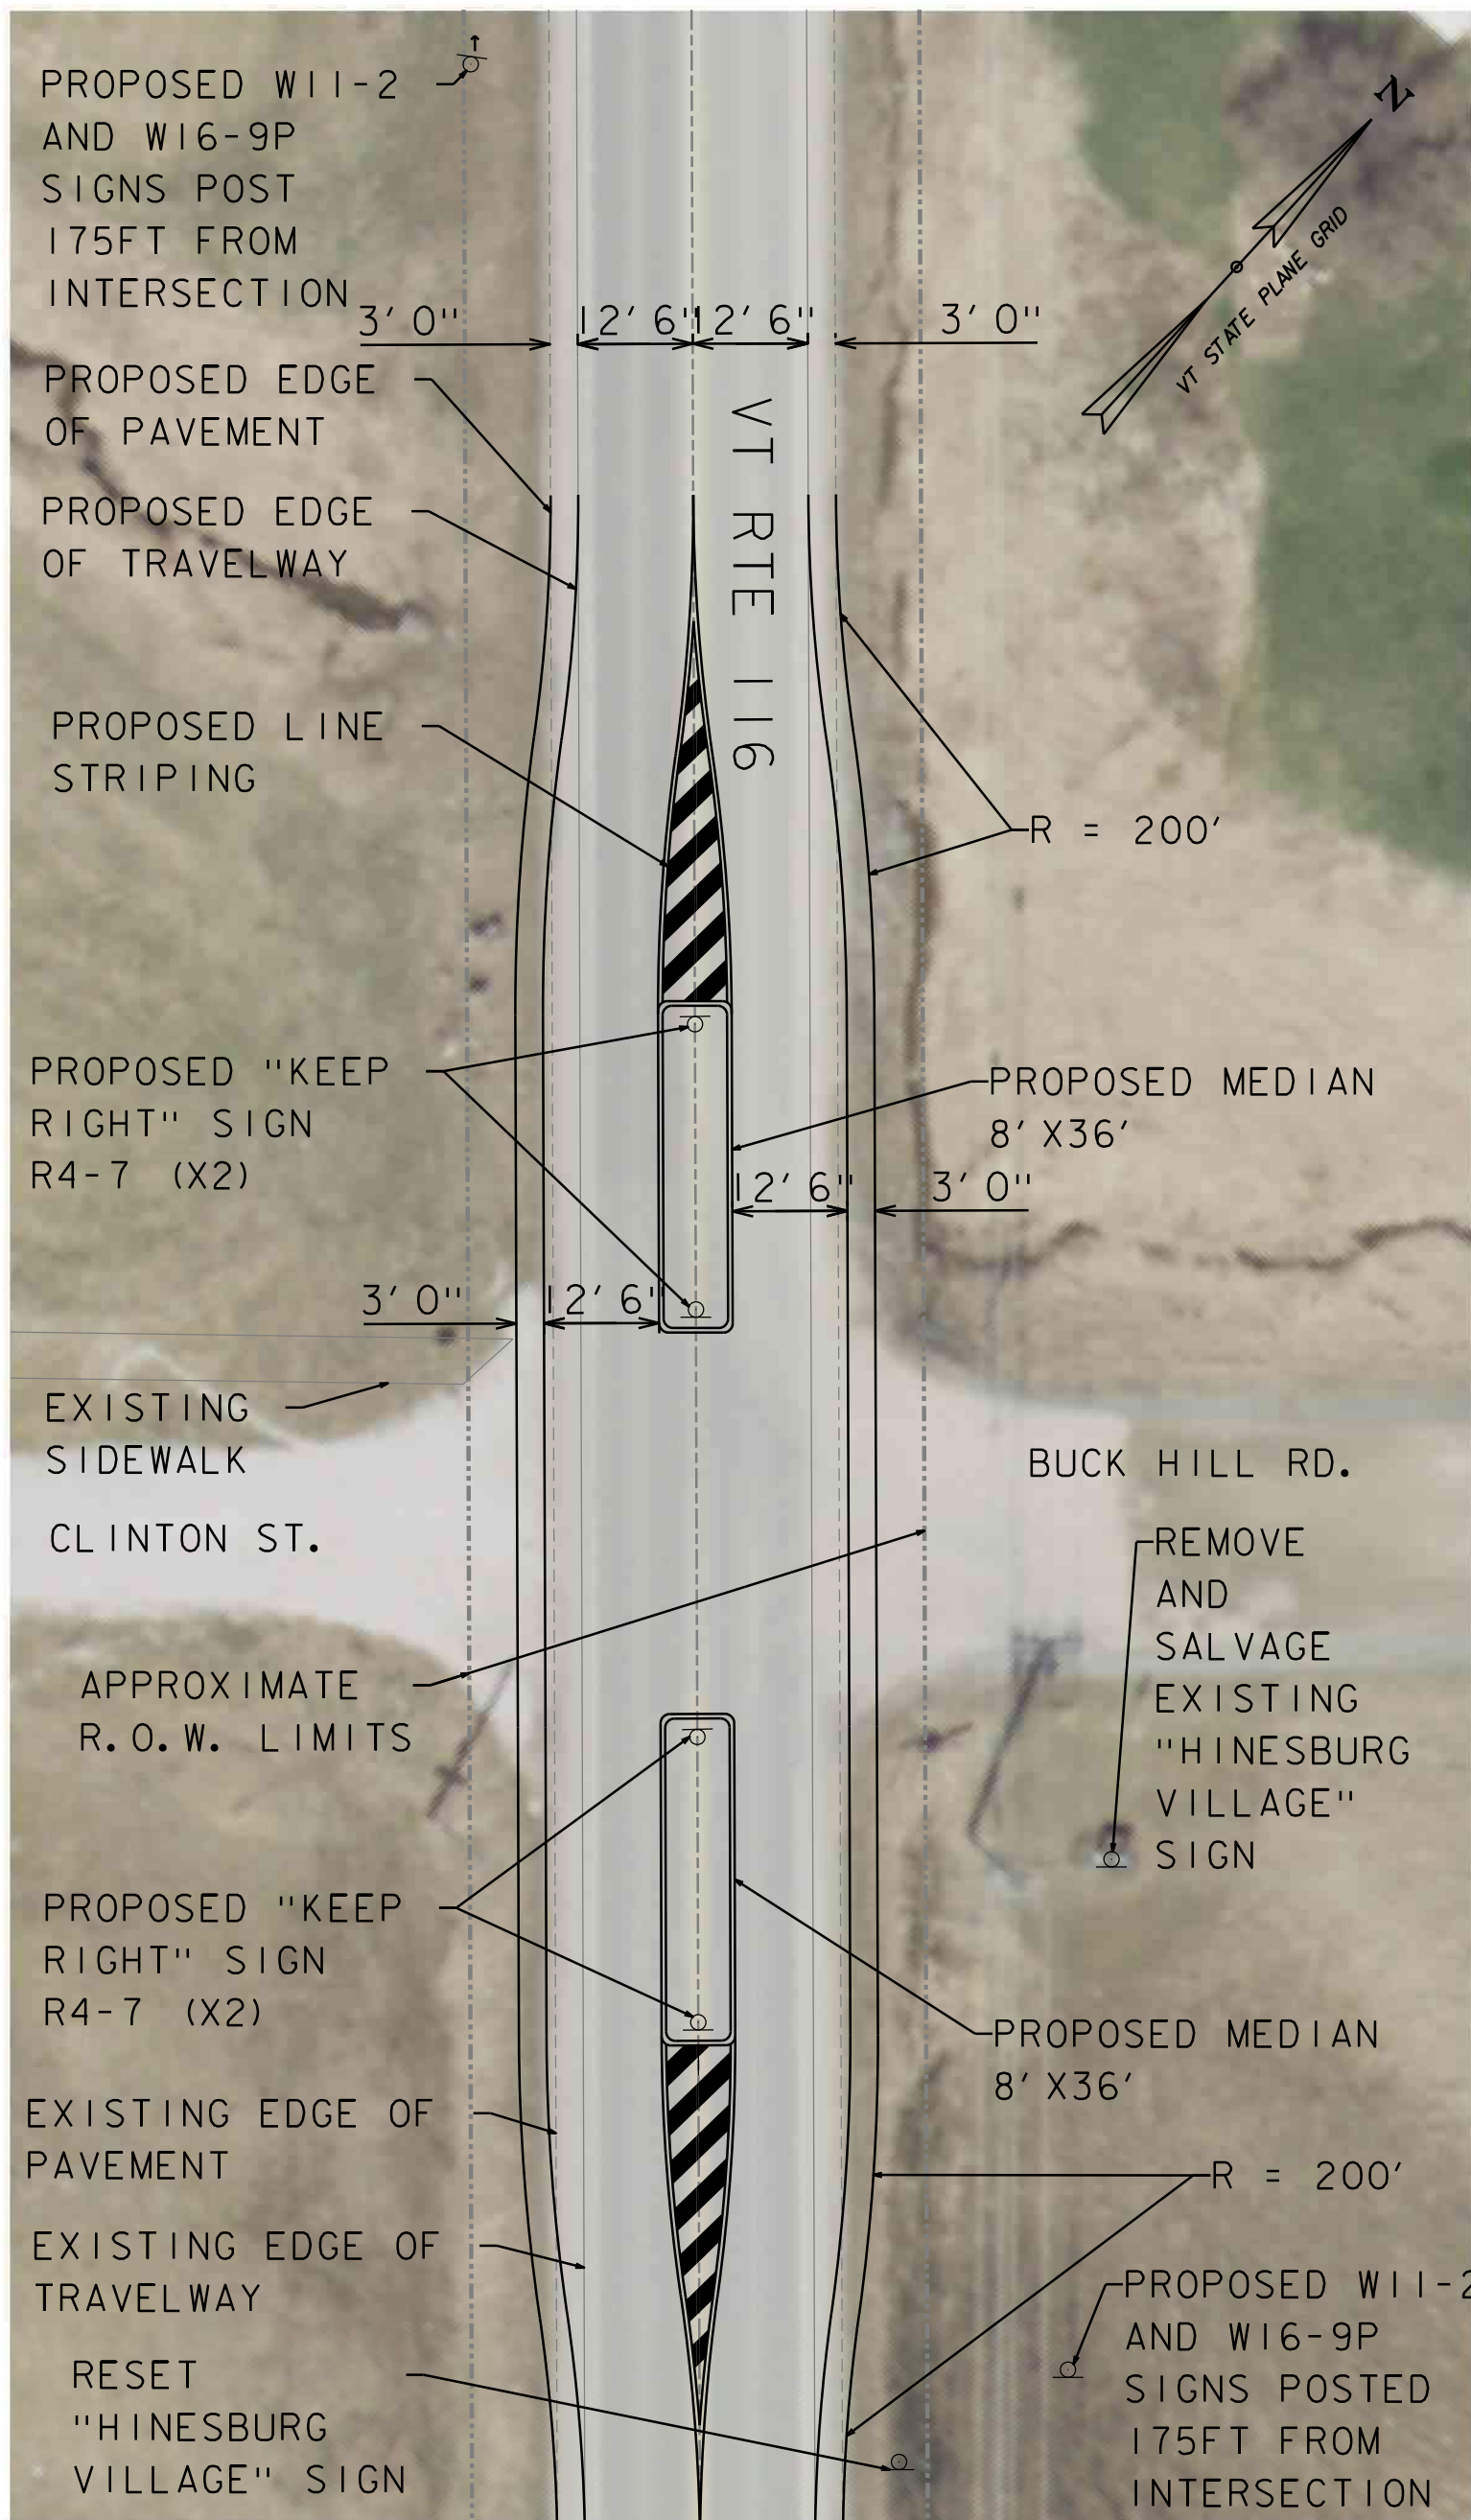 PROPOSED W11-2
AND W16-9P
SIGNS POST
175FT FROM
INTERSECTION
N
VT STATE PLANE GRID
3' 0"
12' 6"
12' 6"
3' 0"
PROPOSED EDGE
OF PAVEMENT
VT RTE 116
PROPOSED EDGE
OF TRAVELWAY
PROPOSED LINE
STRIPING
R = 200'
PROPOSED "KEEP
RIGHT" SIGN
R4-7 (X2)
PROPOSED MEDIAN
8'X36'
12' 6"
3' 0"
3' 0"
12' 6"
EXISTING
SIDEWALK
BUCK HILL RD.
CLINTON ST.
REMOVE
AND
SALVAGE
EXISTING
"HINESBURG
VILLAGE"
SIGN
APPROXIMATE
R.O.W. LIMITS
PROPOSED "KEEP
RIGHT" SIGN
R4-7 (X2)
PROPOSED MEDIAN
8'X36'
EXISTING EDGE OF
PAVEMENT
R = 200'
EXISTING EDGE OF
TRAVELWAY
PROPOSED W11-2
AND W16-9P
SIGNS POSTED
175FT FROM
INTERSECTION
RESET
"HINESBURG
VILLAGE" SIGN